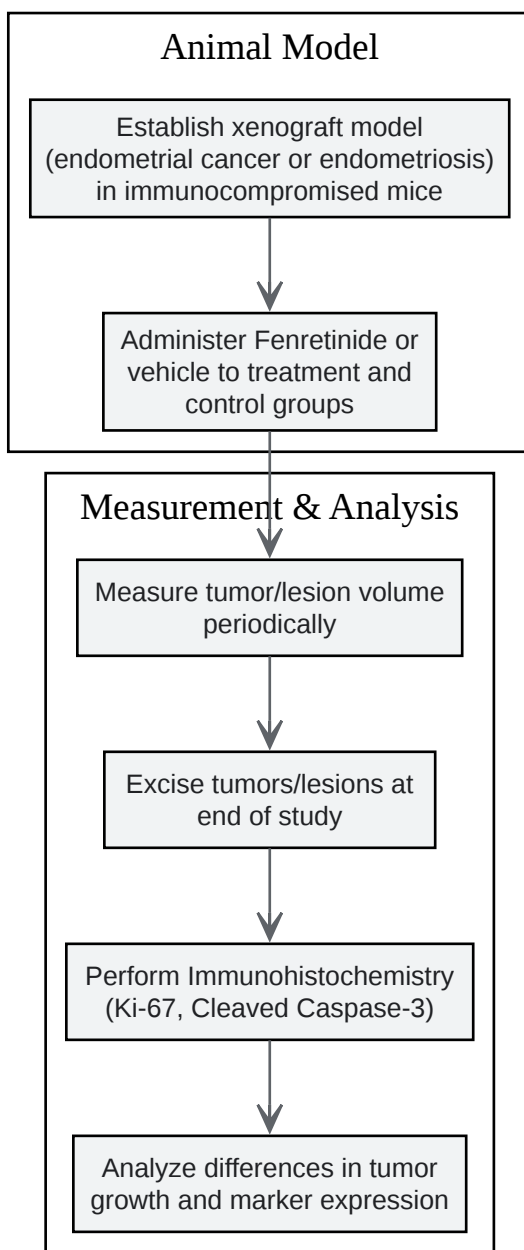 Animal Model
Establish xenograft model
(endometrial cancer or endometriosis)
in immunocompromised mice
Administer Fenretinide or
vehicle to treatment and
control groups
Measurement & Analysis
Measure tumor/lesion volume
periodically
Excise tumors/lesions at
end of study
Perform Immunohistochemistry
(Ki-67, Cleaved Caspase-3)
Analyze differences in tumor
growth and marker expression